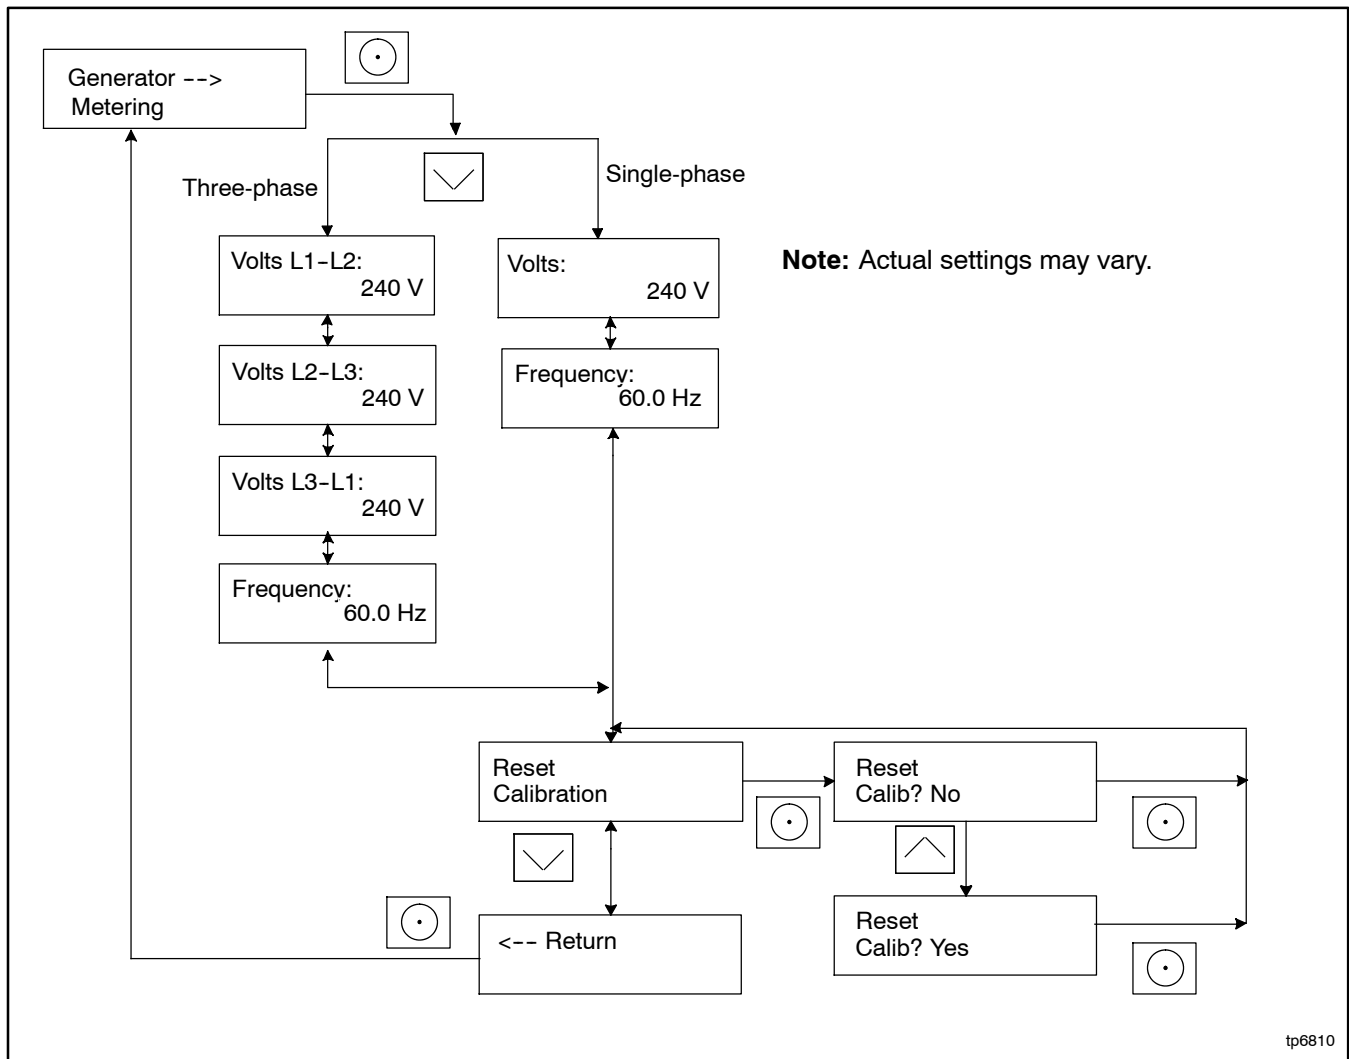 Generator -->
Metering
Three-phase
Single-phase
Volts L1-L2:
240 V
Volts:
240 V
Note: Actual settings may vary.
Volts L2-L3:
240 V
Frequency:
60.0 Hz
Volts L3-L1:
240 V
Frequency:
60.0 Hz
Reset
Calibration
Reset
Calib? No
<-- Return
Reset
Calib? Yes
tp6810